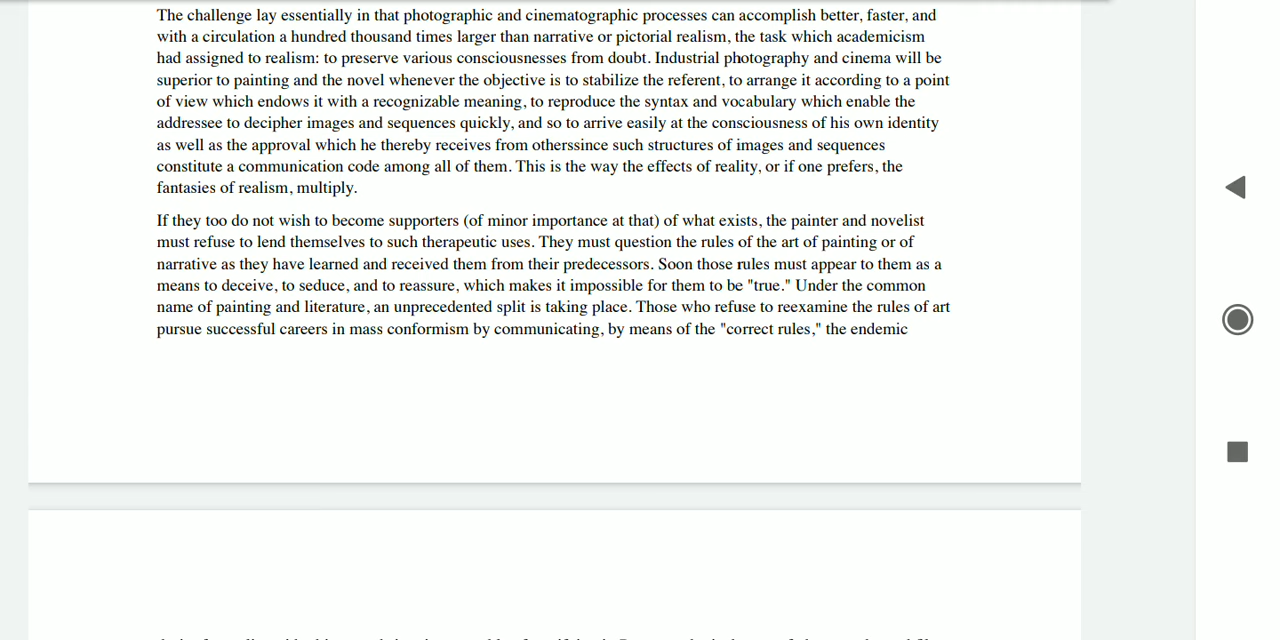 The challenge lay essentially in that photographic and cinematographic processes can accomplish better, faster, and
with a circulation a hundred thousand times larger than narrative or pictorial realism, the task which academicism
had assigned to realism: to preserve various consciousnesses from doubt. Industrial photography and cinema will be
superior to painting and the novel whenever the objective is to stabilize the referent, to arrange it according to a point
of view which endows it with a recognizable meaning, to reproduce the syntax and vocabulary which enable the
addressee to decipher images and sequences quickly, and so to arrive easily at the consciousness of his own identity
as well as the approval which he thereby receives from otherssince such structures of images and sequences
constitute a communication code among all of them. This is the way the effects of reality, or if one prefers, the
fantasies of realism, multiply.
If they too do not wish to become supporters (of minor importance at that) of what exists, the painter and novelist
must refuse to lend themselves to such therapeutic uses. They must question the rules of the art of painting or of
narrative as they have learned and received them from their predecessors. Soon those rules must appear to them as a
means to deceive, to seduce, and to reassure, which makes it impossible for them to be "true." Under the common
name of painting and literature, an unprecedented split is taking place. Those who refuse to reexamine the rules of art
pursue successful careers in mass conformism by communicating, by means of the "correct rules," the endemic